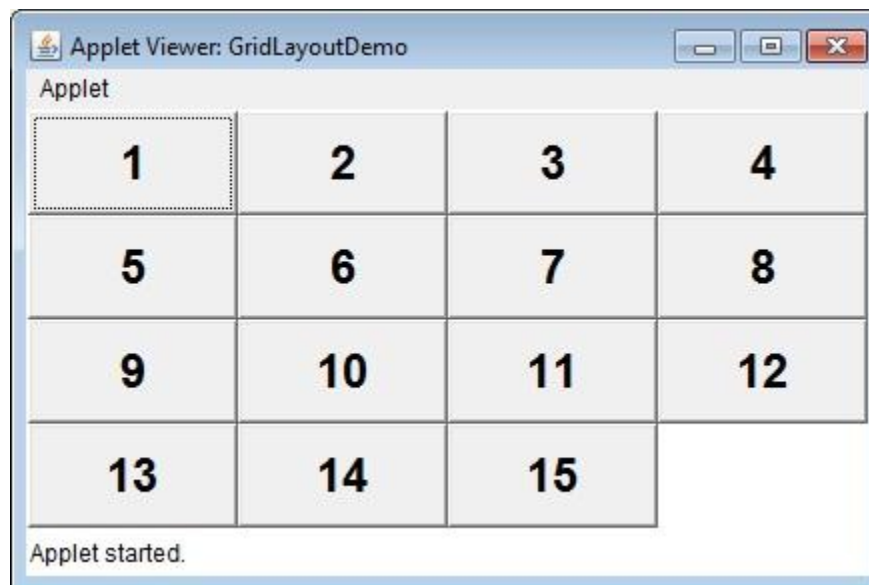 Applet Viewer: GridLayoutDemo
Applet
1 2 3 4
5 6 7 8
9 10 11 12
13 14 15
Applet started.